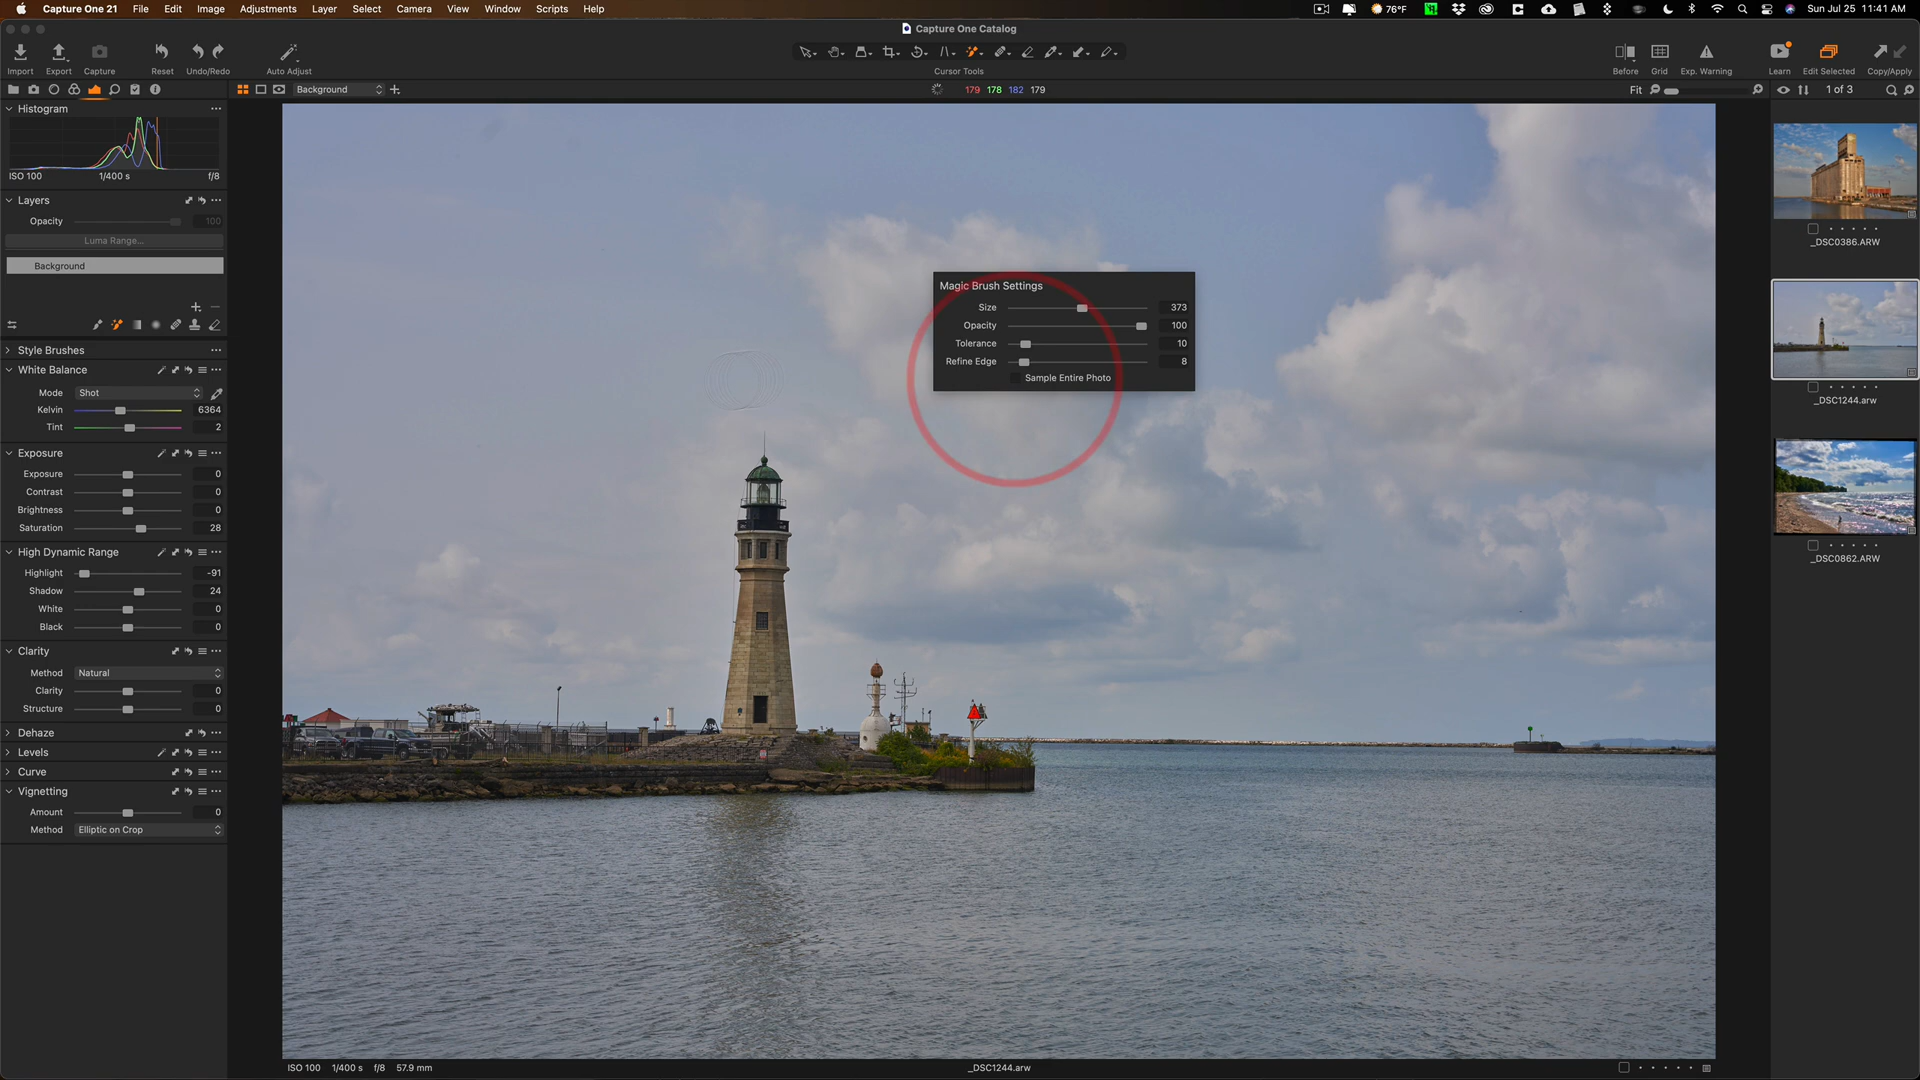 Capture One 21 File Edit Image Adjustments Layer Select Camera View Window Scripts Help 76°F Sun Jul 25 11:41 AM
Capture One Catalog
Import Export Capture Reset Undo/Redo Auto Adjust Cursor Tools Before Grid Exp. Warning Learn Edit Selected Copy/Apply
Background 179 178 182 179 Fit 1 of 3
Histogram
ISO 100 1/400 s f/8
Layers
Opacity 100
Luma Range...
Background
Style Brushes
White Balance
Mode Shot
Kelvin 6364
Tint 2
Exposure
Exposure 0
Contrast 0
Brightness 0
Saturation 28
High Dynamic Range
Highlight -91
Shadow 24
White 0
Black 0
Clarity
Method Natural
Clarity 0
Structure 0
Dehaze
Levels
Curve
Vignetting
Amount 0
Method Elliptic on Crop
Magic Brush Settings
Size 373
Opacity 100
Tolerance 10
Refine Edge 8
Sample Entire Photo
_DSC0386.ARW
_DSC1244.arw
_DSC0862.ARW
ISO 100 1/400 s f/8 57.9 mm _DSC1244.arw